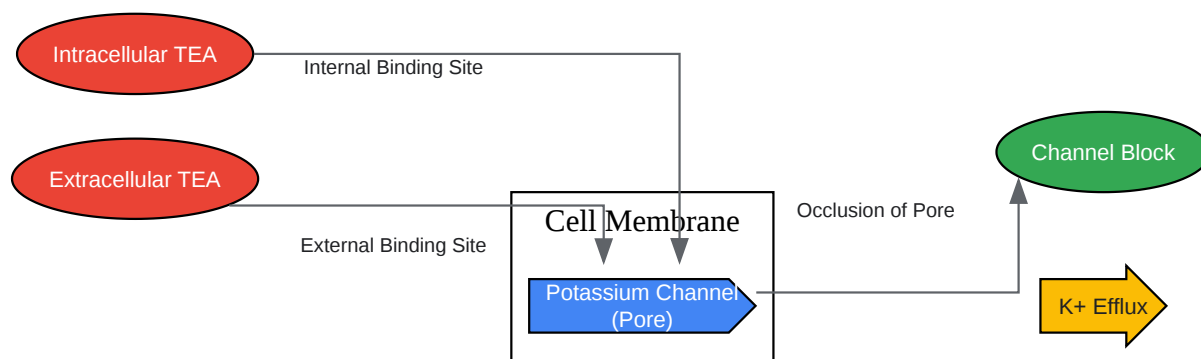 Intracellular TEA
Internal Binding Site
Extracellular TEA
External Binding Site
Cell Membrane
Potassium Channel
(Pore)
Occlusion of Pore
Channel Block
K+ Efflux